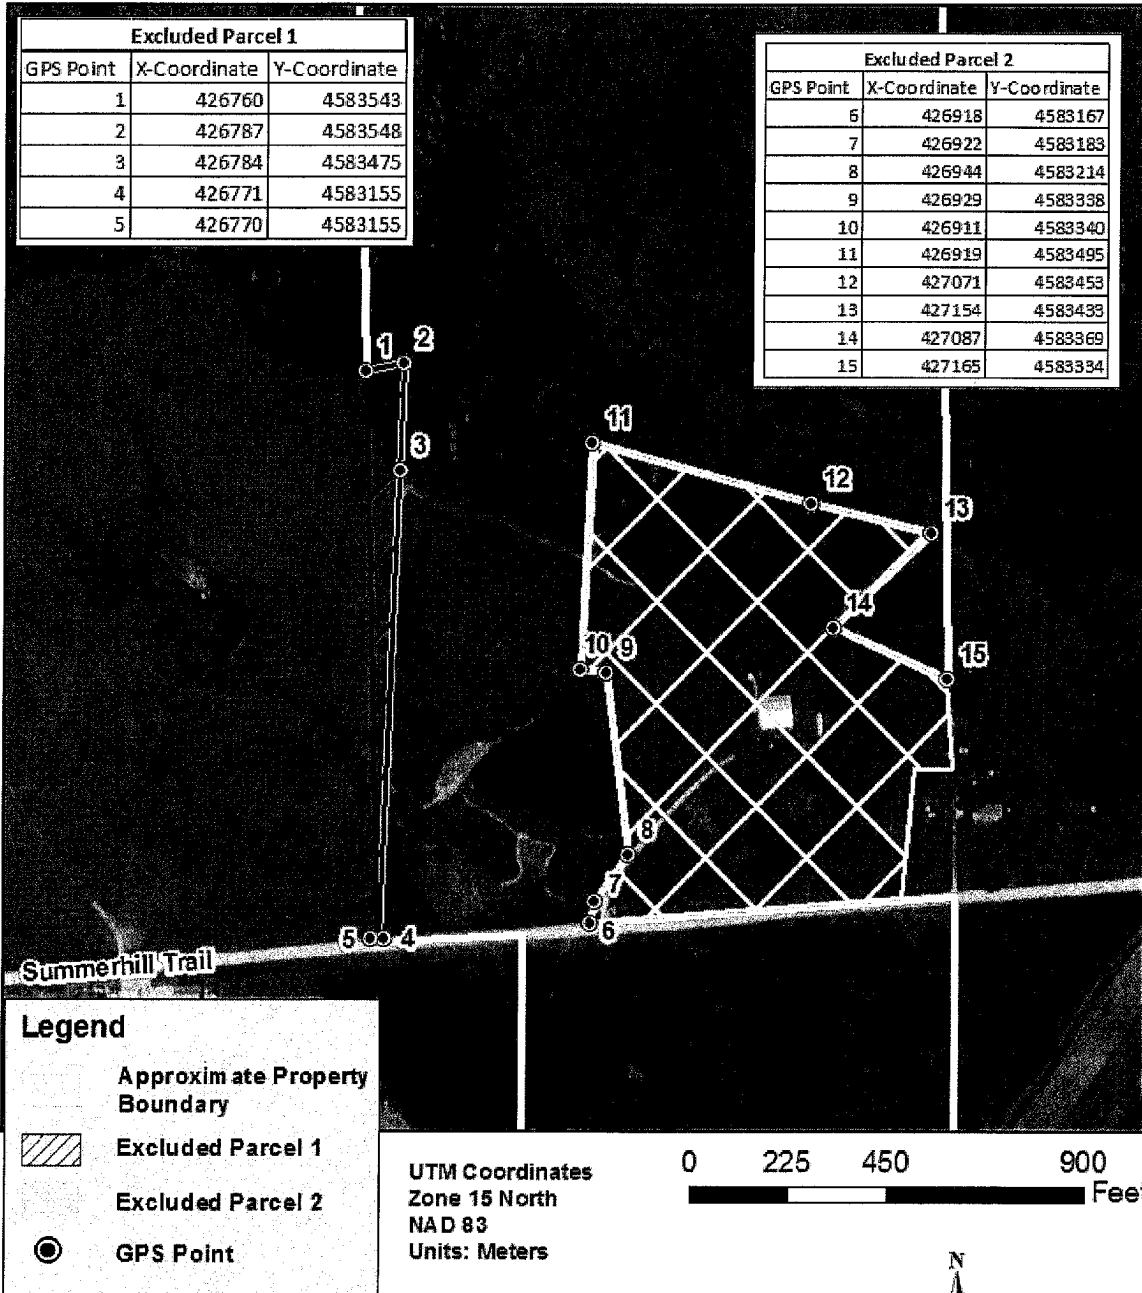 Excluded Parcel 1
GPS Point X-Coordinate Y-Coordinate
1 426760 4583543
2 426787 4583548
3 426784 4583475
4 426771 4583155
5 426770 4583155
Excluded Parcel 2
GPS Point X-Coordinate Y-Coordinate
6 426918 4583167
7 426922 4583183
8 426944 4583214
9 426929 4583338
10 426911 4583340
11 426919 4583495
12 427071 4583453
13 427154 4583433
14 427087 4583369
15 427165 4583334
1
2
3
11
12
13
14
10 9
15
8
7
6
5 4
Summerhill Trail
Legend
Approximate Property
Boundary
Excluded Parcel 1
Excluded Parcel 2
GPS Point
UTM Coordinates
Zone 15 North
NAD 83
Units: Meters
0 225 450 900
Feet
N